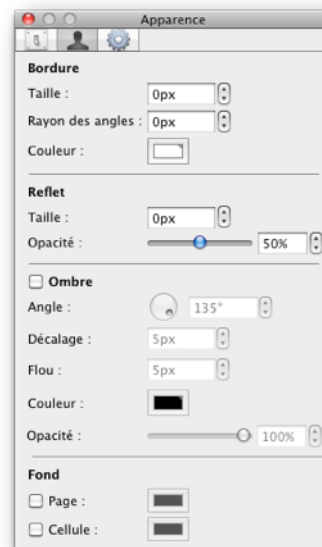 Apparence
Bordure
Taille : 0px
Rayon des angles : 0px
Couleur :
Reflet
Taille : 0px
Opacité : 50%
Ombre
Angle : 135°
Décalage : 5px
Flou : 5px
Couleur :
Opacité : 100%
Fond
Page :
Cellule :